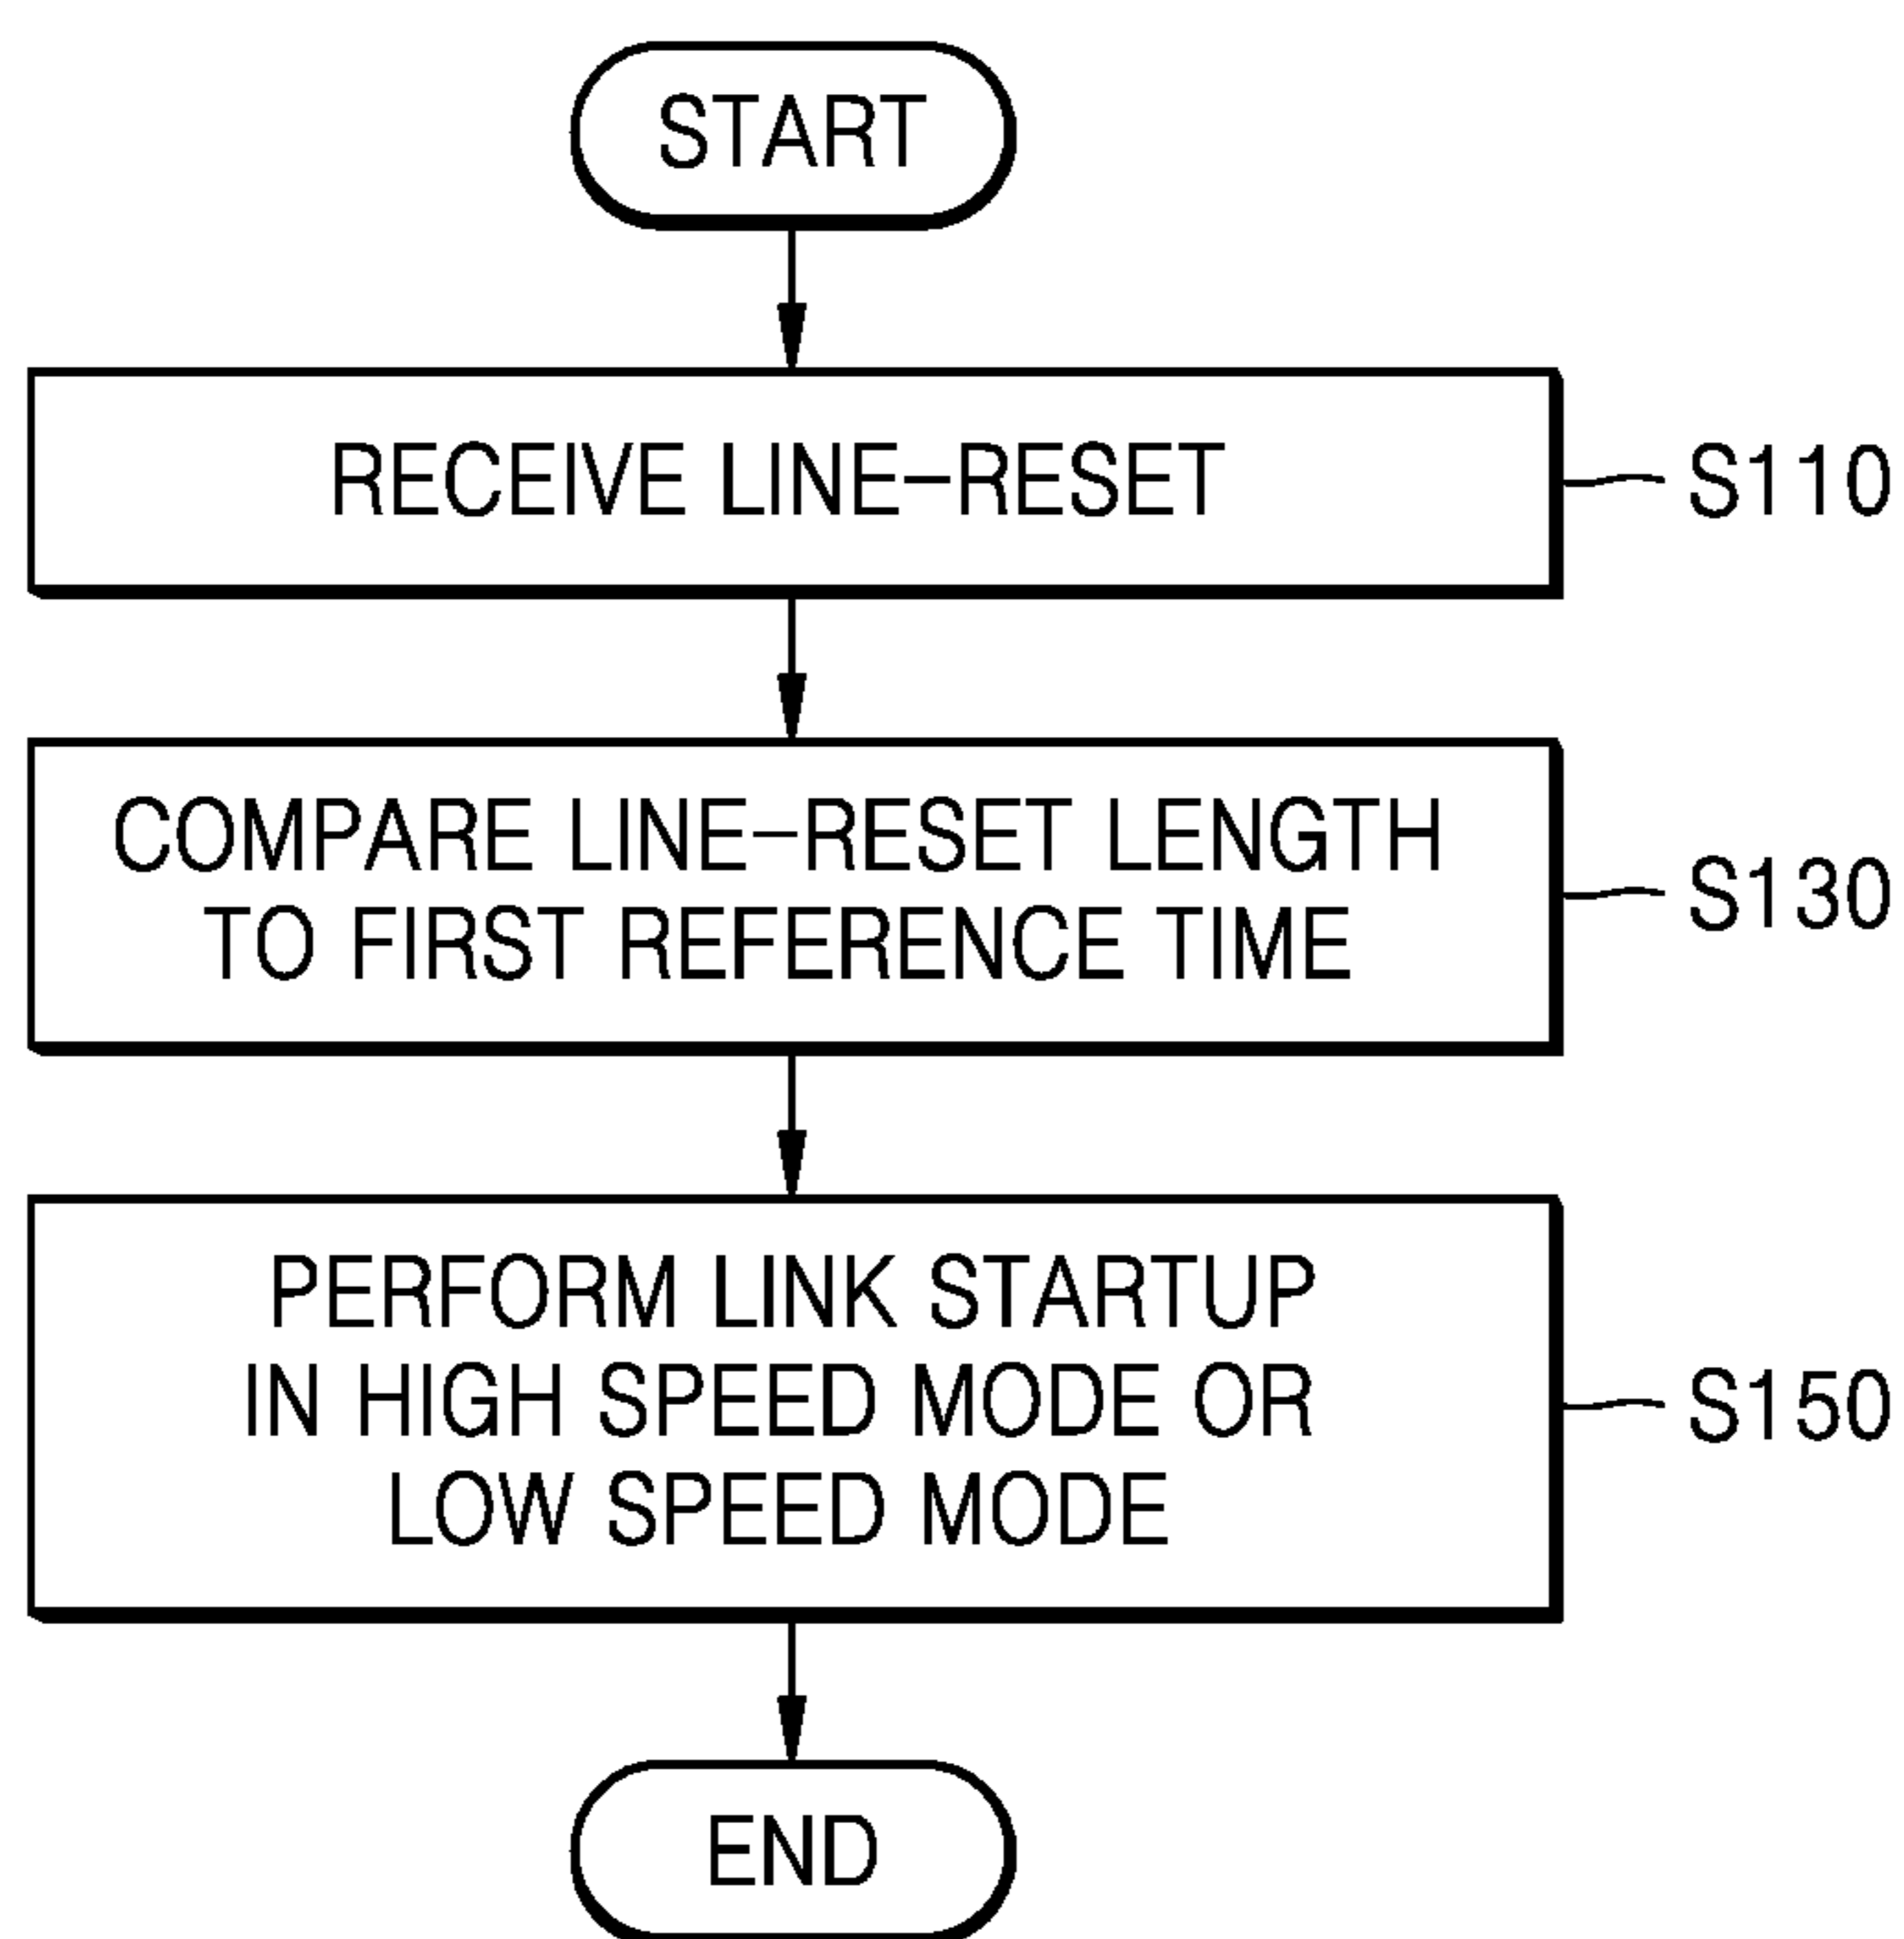 START
RECEIVE LINE-RESET
S110
COMPARE LINE-RESET LENGTH
TO FIRST REFERENCE TIME
S130
PERFORM LINK STARTUP
IN HIGH SPEED MODE OR
LOW SPEED MODE
S150
END